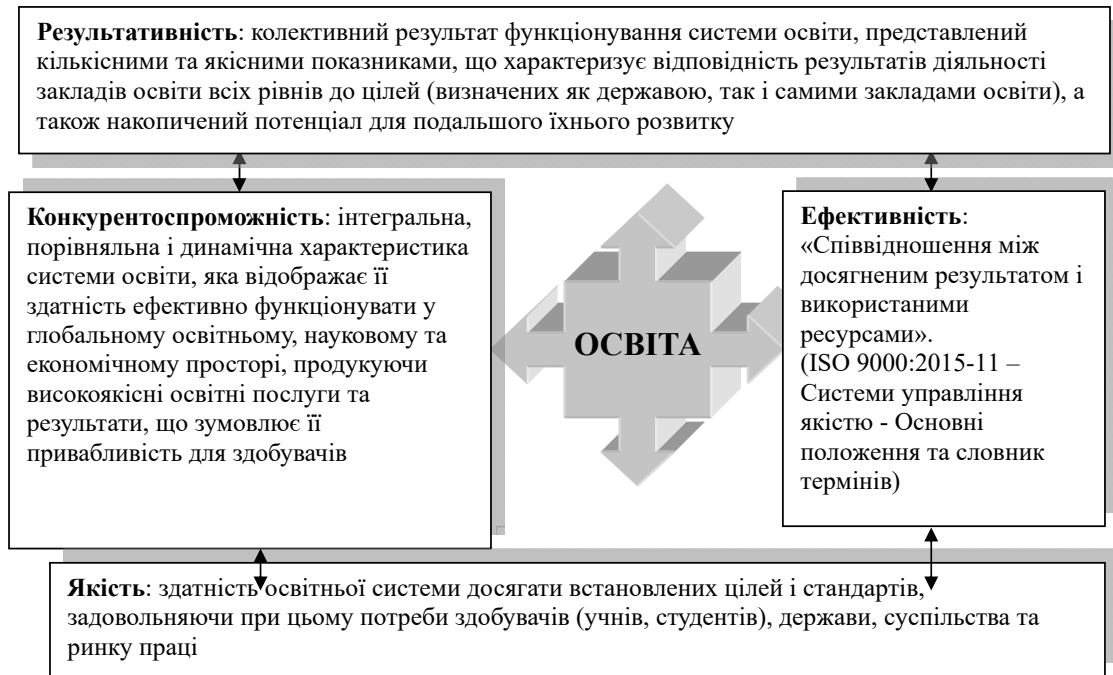 Результативність: колективний результат функціонування системи освіти, представлений
кількісними та якісними показниками, що характеризує відповідність результатів діяльності
закладів освіти всіх рівнів до цілей (визначених як державою, так і самими закладами освіти), а
також накопичений потенціал для подальшого їхнього розвитку
Конкурентоспроможність: інтегральна,
порівняльна і динамічна характеристика
системи освіти, яка відображає її
здатність ефективно функціонувати у
глобальному освітньому, науковому та
економічному просторі, продукуючи
високоякісні освітні послуги та
результати, що зумовлює її
привабливість для здобувачів
ОСВІТА
Ефективність:
«Співвідношення між
досягненим результатом і
використаними
ресурсами».
(ISO 9000:2015-11 –
Системи управління
якістю - Основні
положення та словник
термінів)
Якість: здатність освітньої системи досягати встановлених цілей і стандартів,
задовольняючи при цьому потреби здобувачів (учнів, студентів), держави, суспільства та
ринку праці